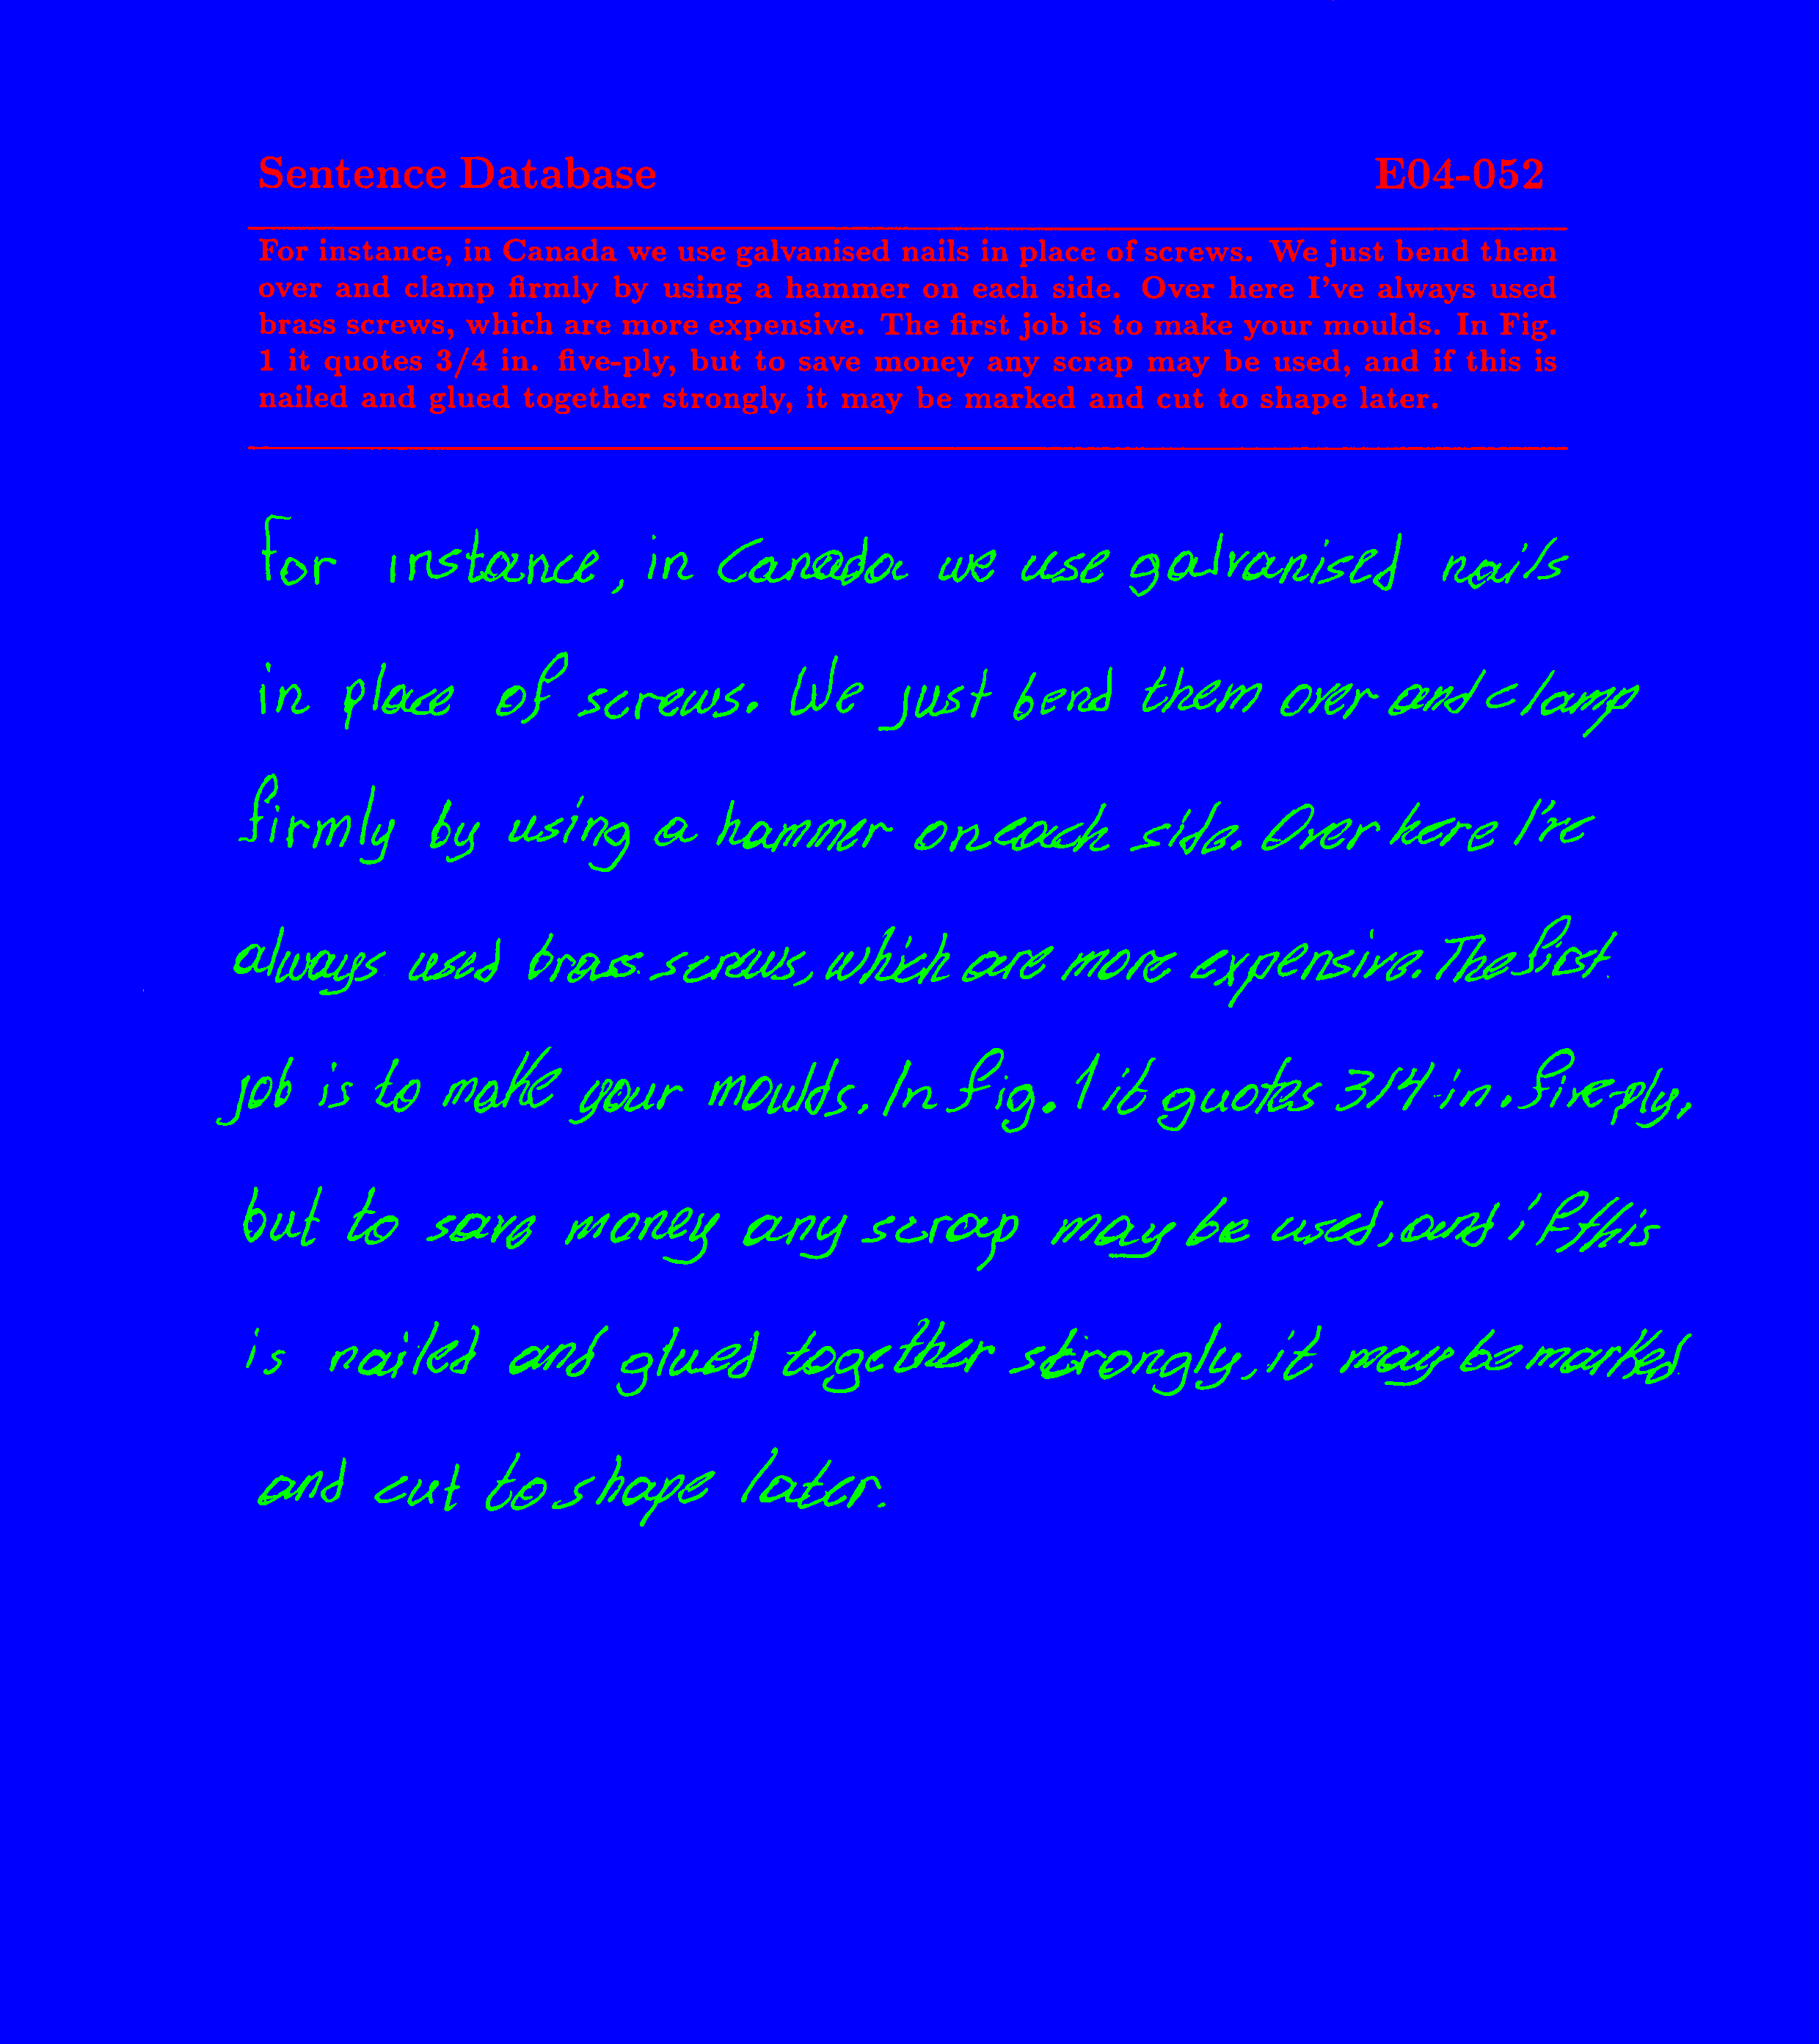 Sentence Database E04-052
For instance, in Canada we use galvanised nails in place of screws. We just bend them
over and clamp firmly by using a hammer on each side. Over here I've always used
brass screws, which are more expensive. The first job is to make your moulds. In Fig.
1 it quotes 3/4 in. five-ply, but to save money any scrap may be used, and if this is
nailed and glued together strongly, it may be marked and cut to shape later.
For instance, in Canada we use galvanised nails
in place of screws. We just bend them over and clamp
firmly by using a hammer on each side. Over here I've
always used brass screws, which are more expensive. The first
job is to make your moulds. In fig. 1 it quotes 3/4 in. five-ply,
but to save money any scrap may be used, and if this
is nailed and glued together strongly, it may be marked
and cut to shape later.